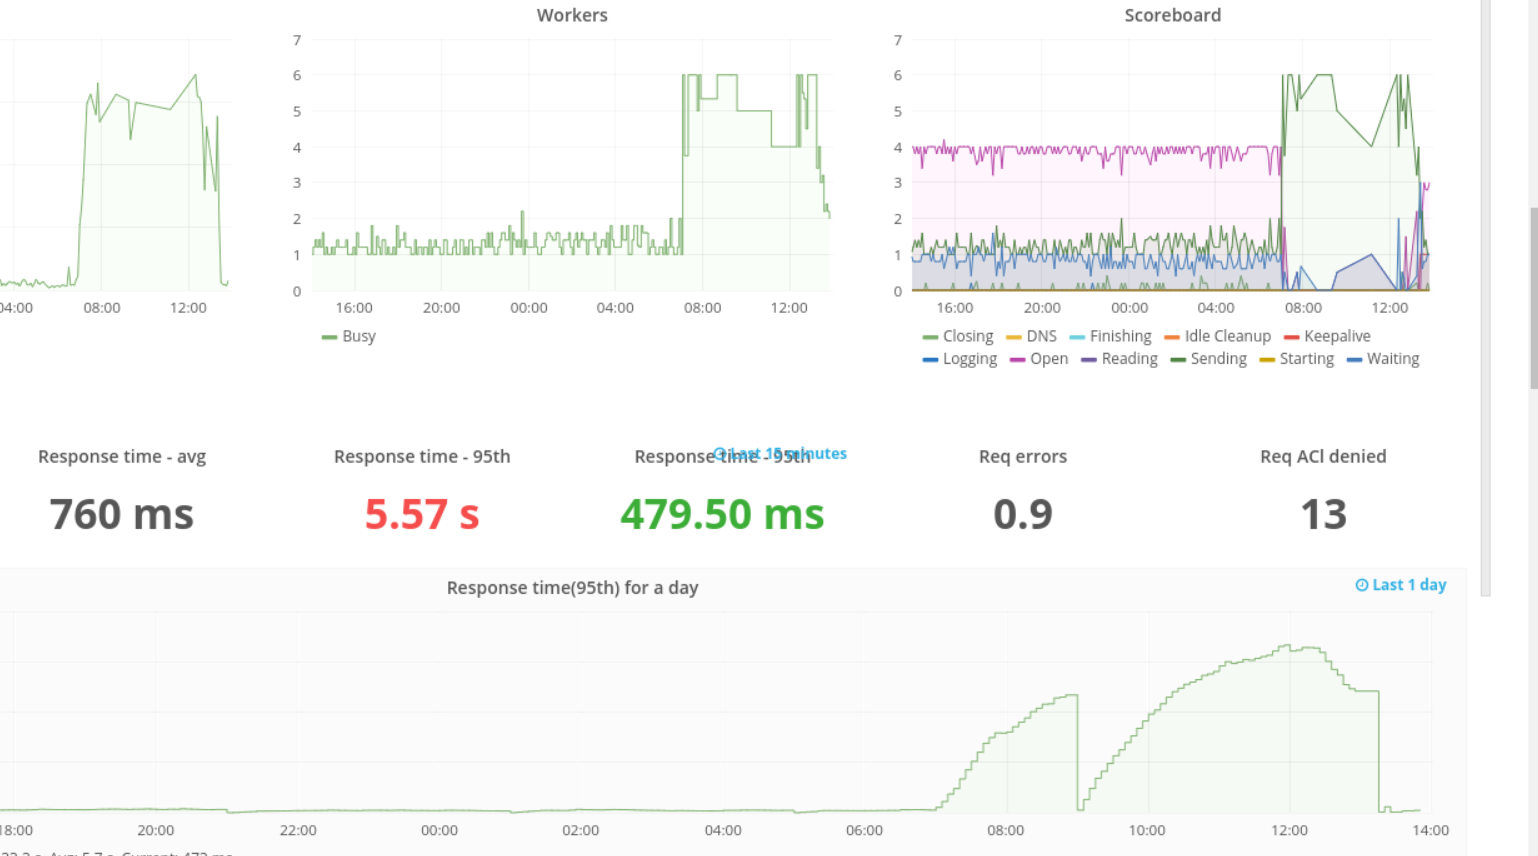 Workers
Scoreboard
7
6
5
4
3
2
1
0
7
6
5
4
3
2
1
0
04:00 08:00 12:00
16:00 20:00 00:00 04:00 08:00 12:00
16:00 20:00 00:00 04:00 08:00 12:00
Busy
Closing DNS Finishing Idle Cleanup Keepalive
Logging Open Reading Sending Starting Waiting
Response time - avg
760 ms
Response time - 95th
5.57 s
Response time - 95th
Last 15 minutes
479.50 ms
Req errors
0.9
Req ACl denied
13
Response time(95th) for a day
Last 1 day
18:00 20:00 22:00 00:00 02:00 04:00 06:00 08:00 10:00 12:00 14:00